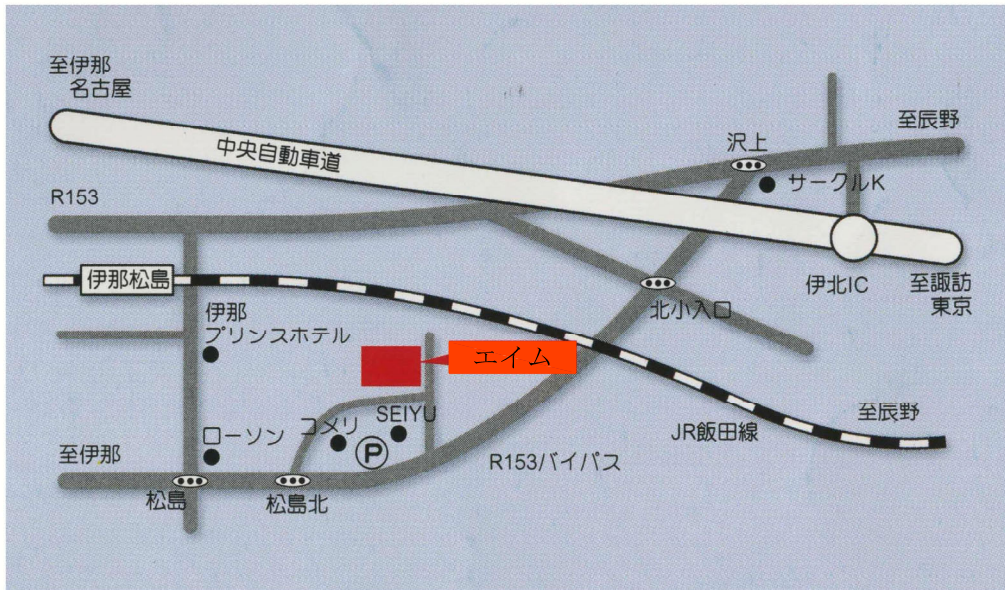 至伊那
名古屋
中央自動車道
沢上
至辰野
サークルK
R153
伊那松島
伊北IC
至諏訪
東京
北小入口
伊那
プリンスホテル
エイム
SEIYU
コメリ
ローソン
P
至辰野
JR飯田線
至伊那
R153バイパス
松島
松島北